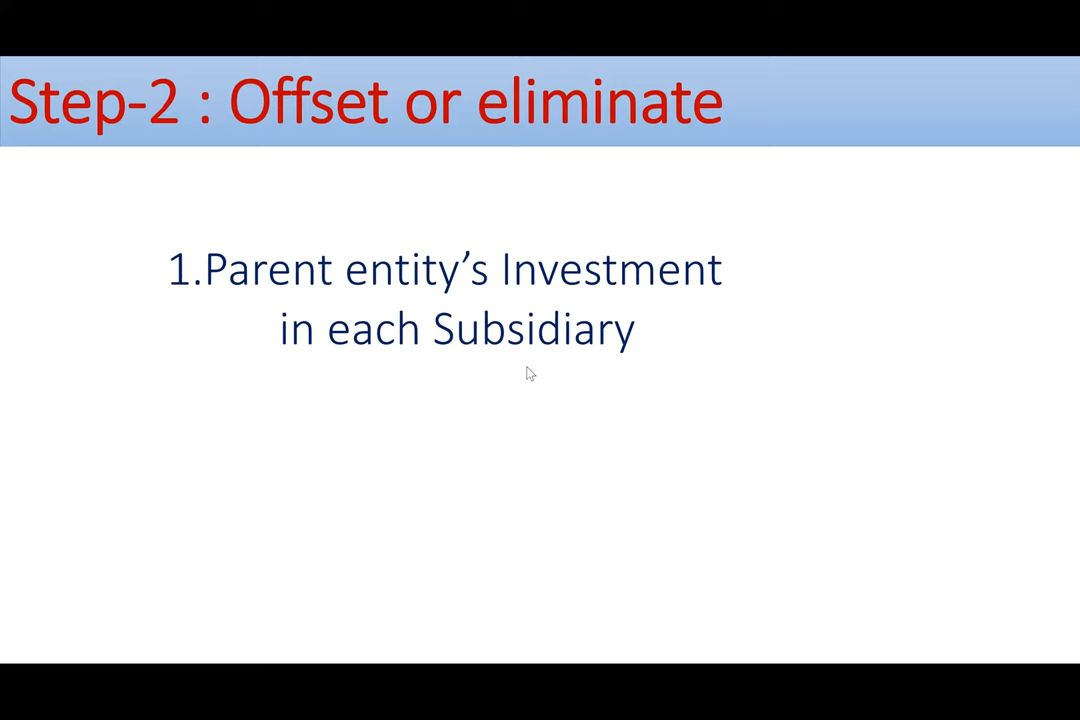 Step-2 : Offset or eliminate
1.Parent entity’s Investment
in each Subsidiary